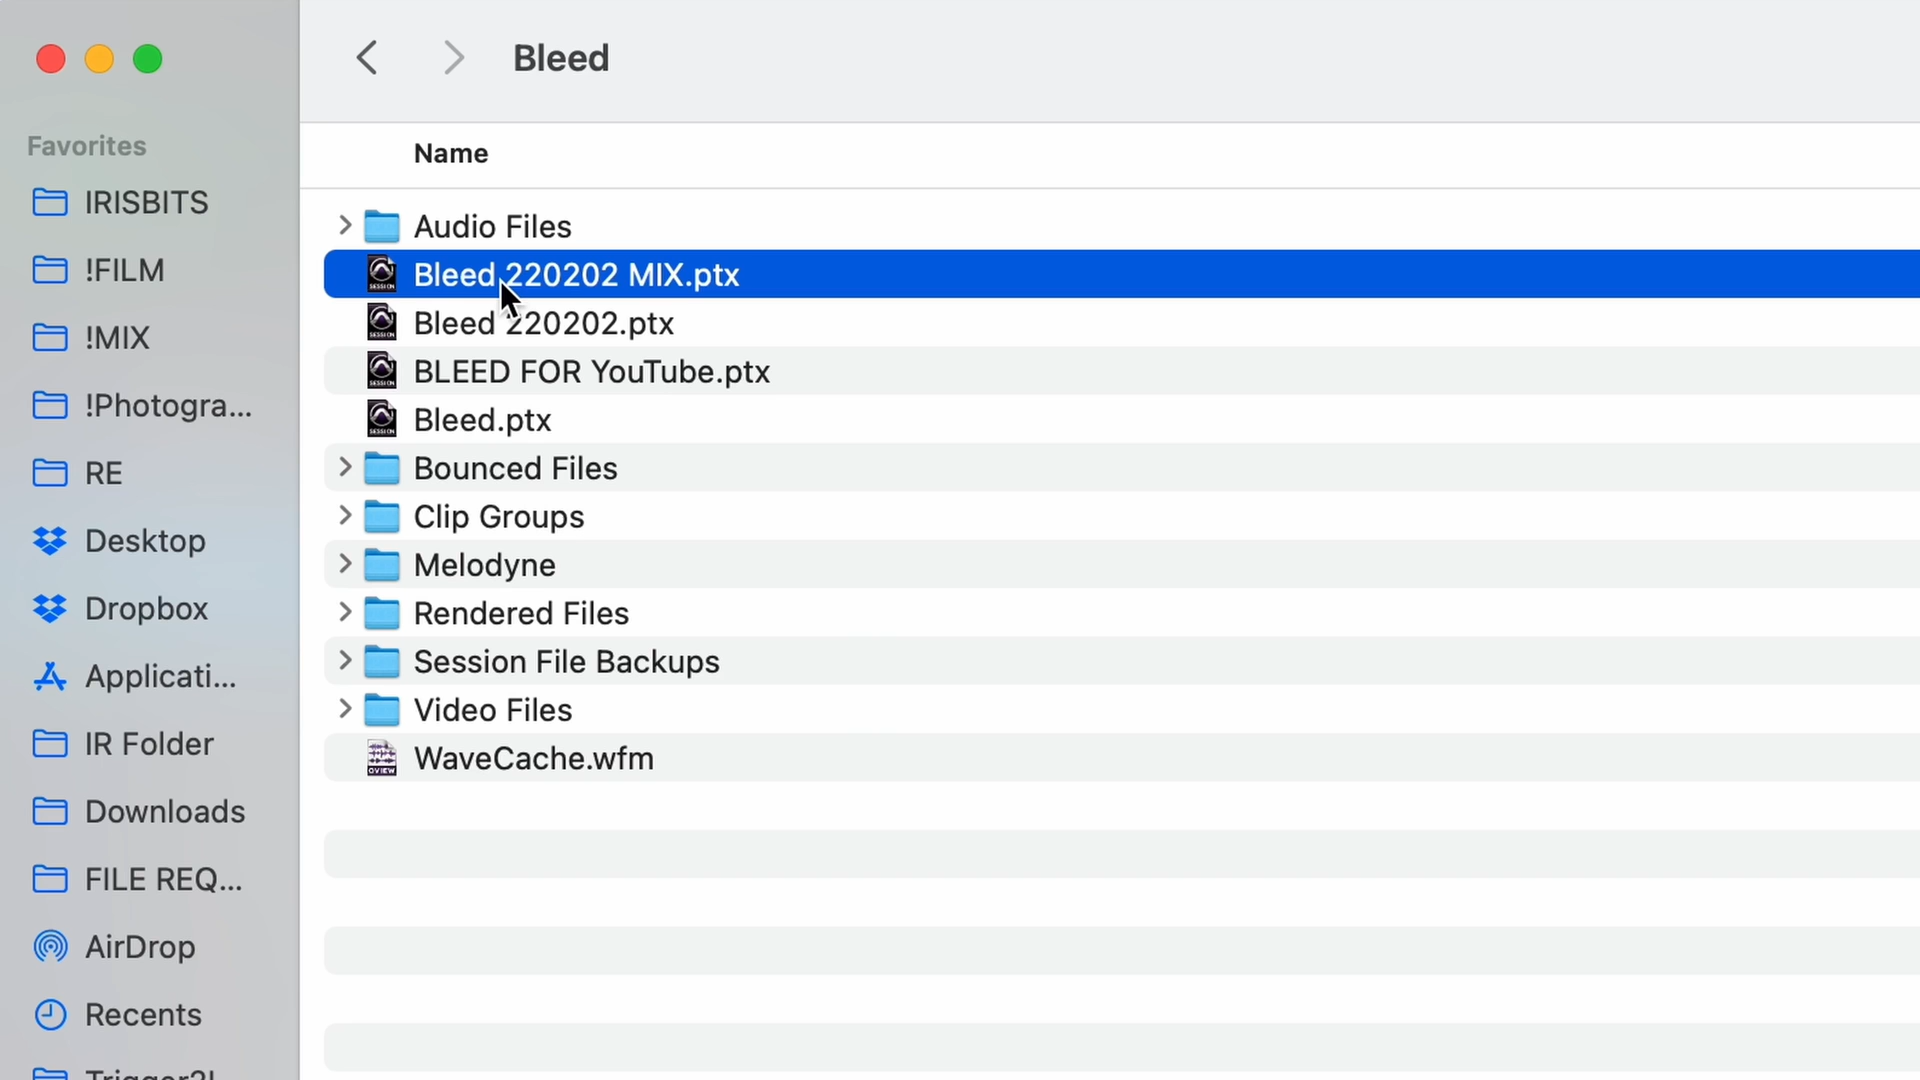 Bleed
Favorites
IRISBITS
!FILM
!MIX
!Photogra...
RE
Desktop
Dropbox
Applicati...
IR Folder
Downloads
FILE REQ...
AirDrop
Recents
Name
Audio Files
Bleed 220202 MIX.ptx
Bleed 220202.ptx
BLEED FOR YouTube.ptx
Bleed.ptx
Bounced Files
Clip Groups
Melodyne
Rendered Files
Session File Backups
Video Files
WaveCache.wfm